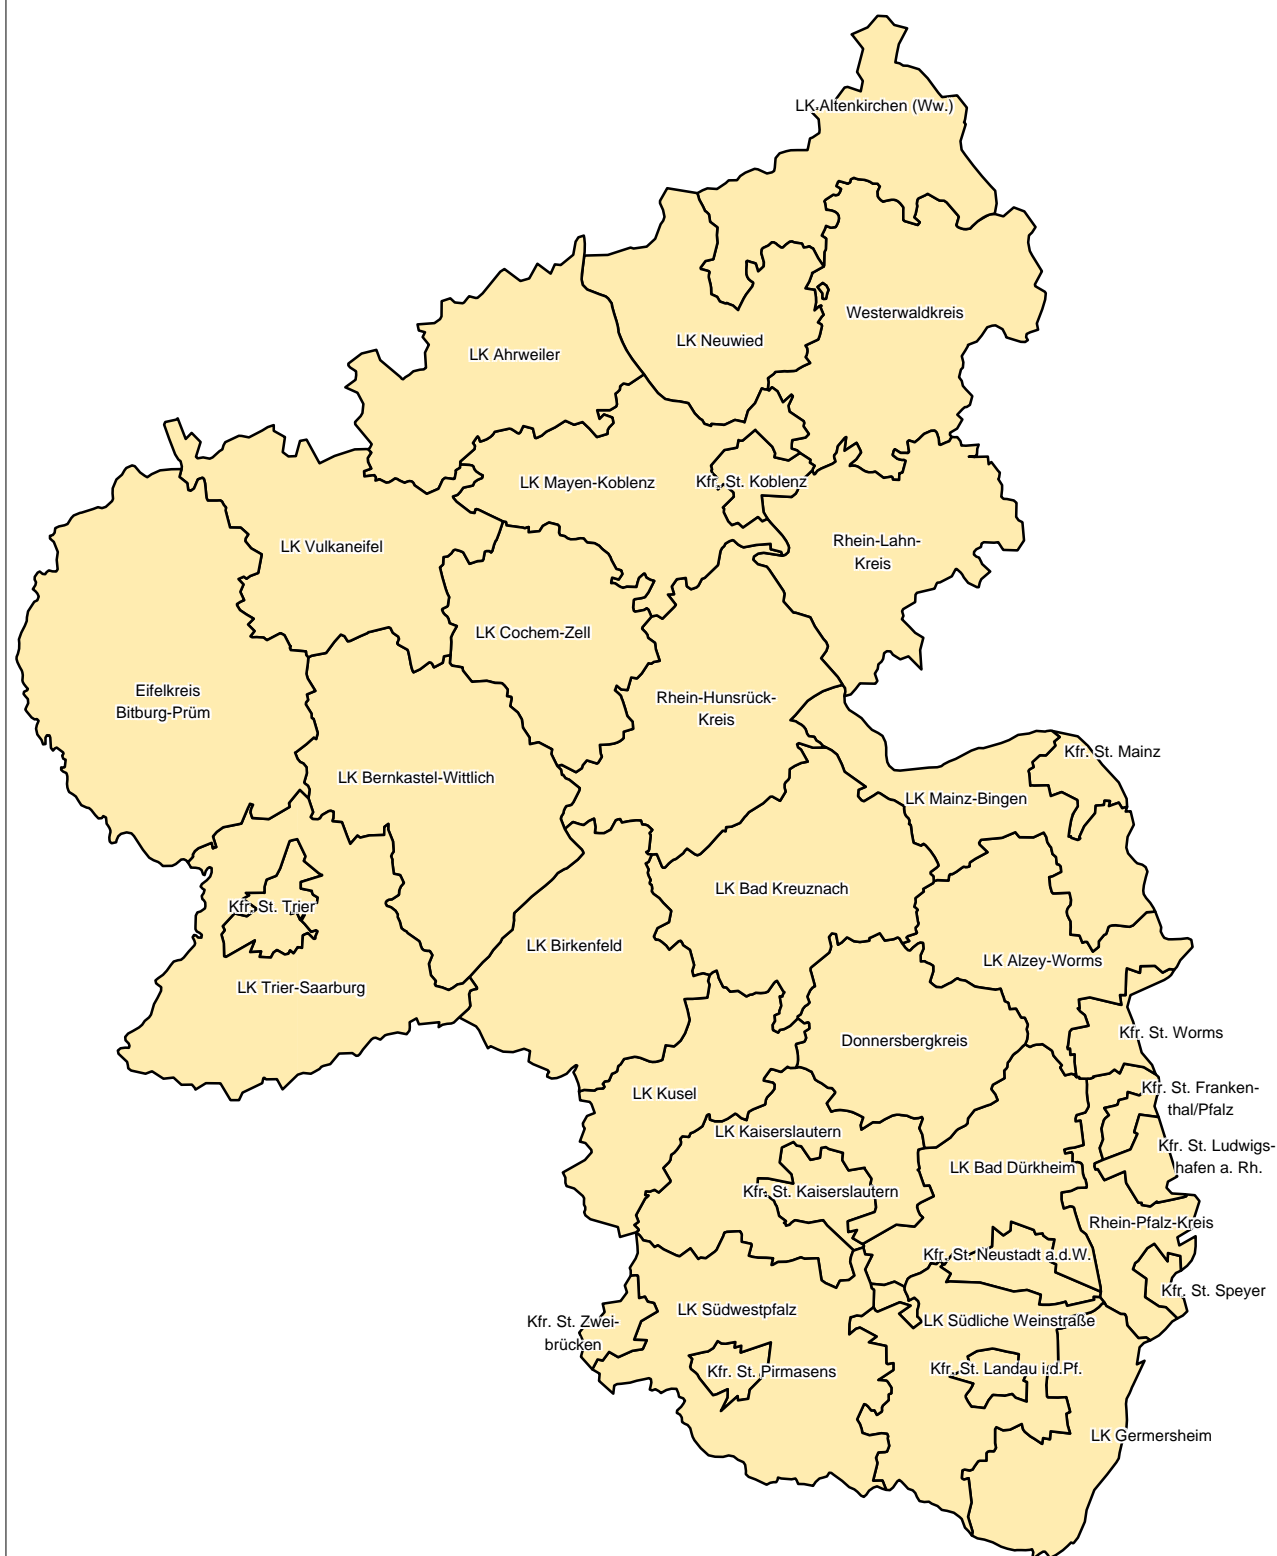 LK Altenkirchen (Ww.)
Westerwaldkreis
LK Neuwied
LK Ahrweiler
LK Mayen-Koblenz
Kfr. St. Koblenz
Rhein-Lahn-
Kreis
LK Vulkaneifel
LK Cochem-Zell
Eifelkreis
Bitburg-Prüm
Rhein-Hunsrück-
Kreis
Kfr. St. Mainz
LK Bernkastel-Wittlich
LK Mainz-Bingen
LK Bad Kreuznach
Kfr. St. Trier
LK Birkenfeld
LK Alzey-Worms
LK Trier-Saarburg
Kfr. St. Worms
Donnersbergkreis
LK Kusel
Kfr. St. Franken-
thal/Pfalz
LK Kaiserslautern
Kfr. St. Ludwigs-
hafen a. Rh.
LK Bad Dürkheim
Kfr. St. Kaiserslautern
Rhein-Pfalz-Kreis
Kfr. St. Neustadt a.d.W.
Kfr. St. Speyer
LK Südwestpfalz
Kfr. St. Zwei-
brücken
LK Südliche Weinstraße
Kfr. St. Pirmasens
Kfr. St. Landau i.d.Pf.
LK Germersheim